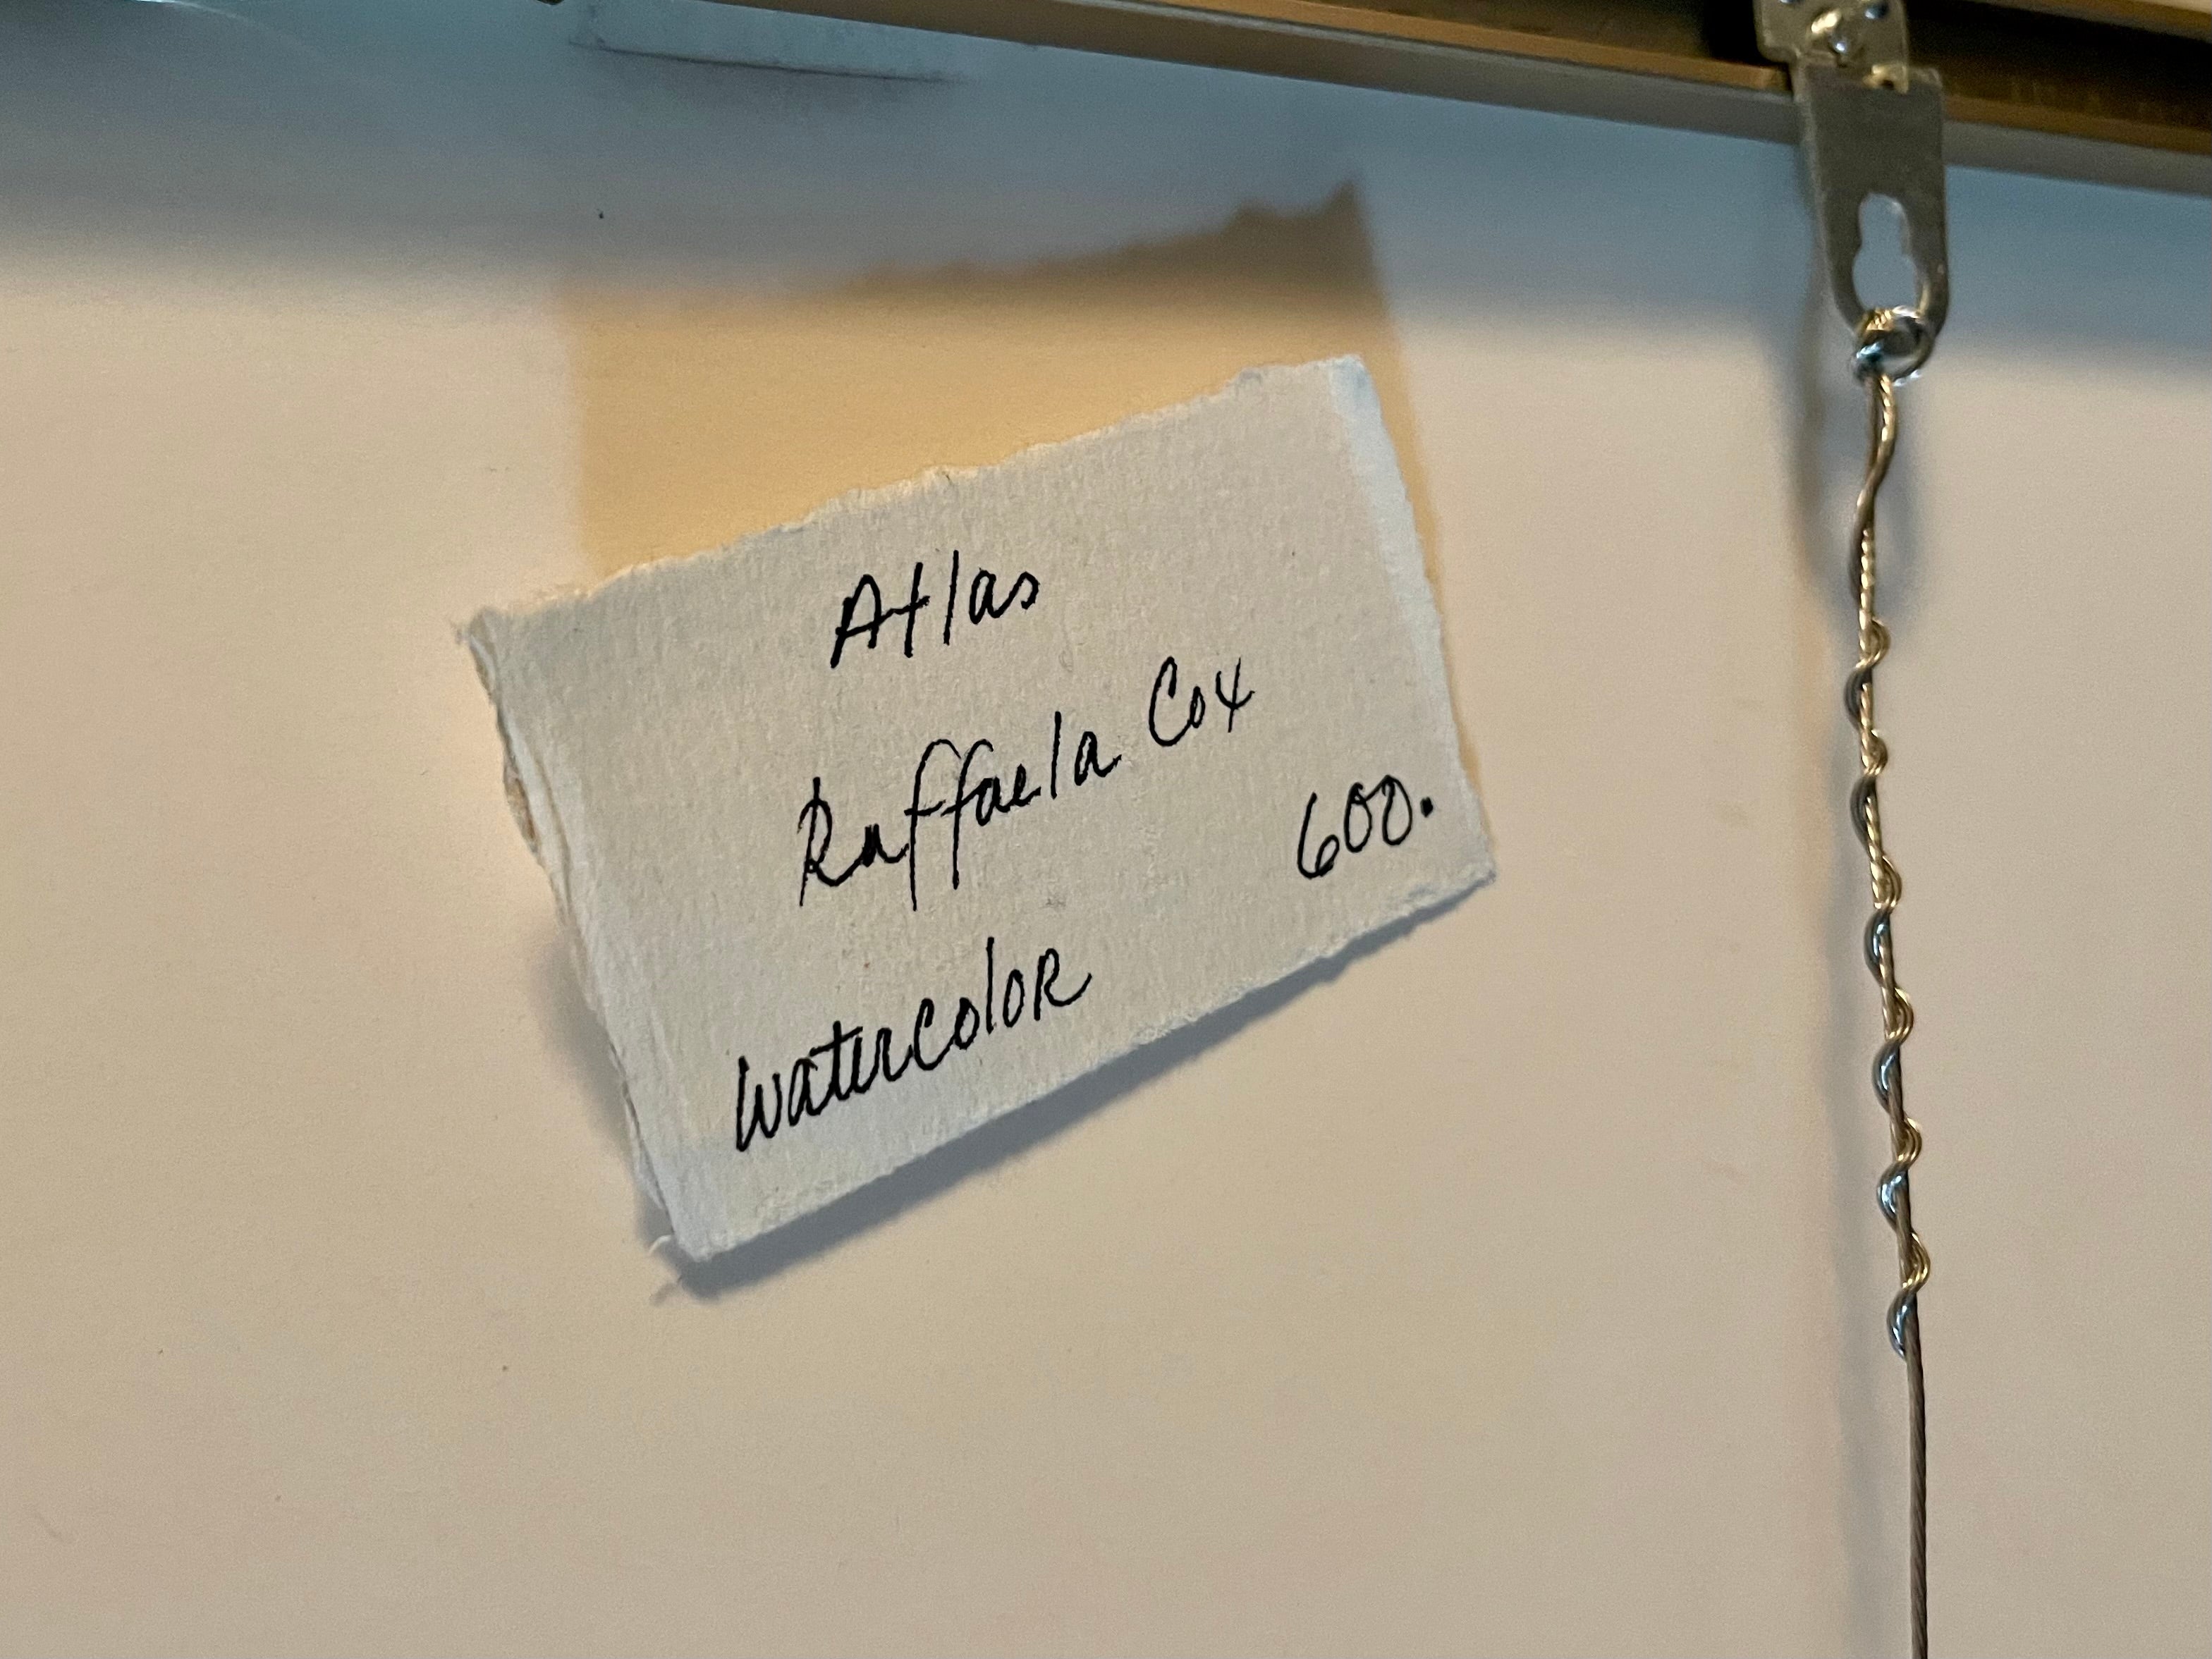 Atlas
Raffaela Cox
600.
Watercolor